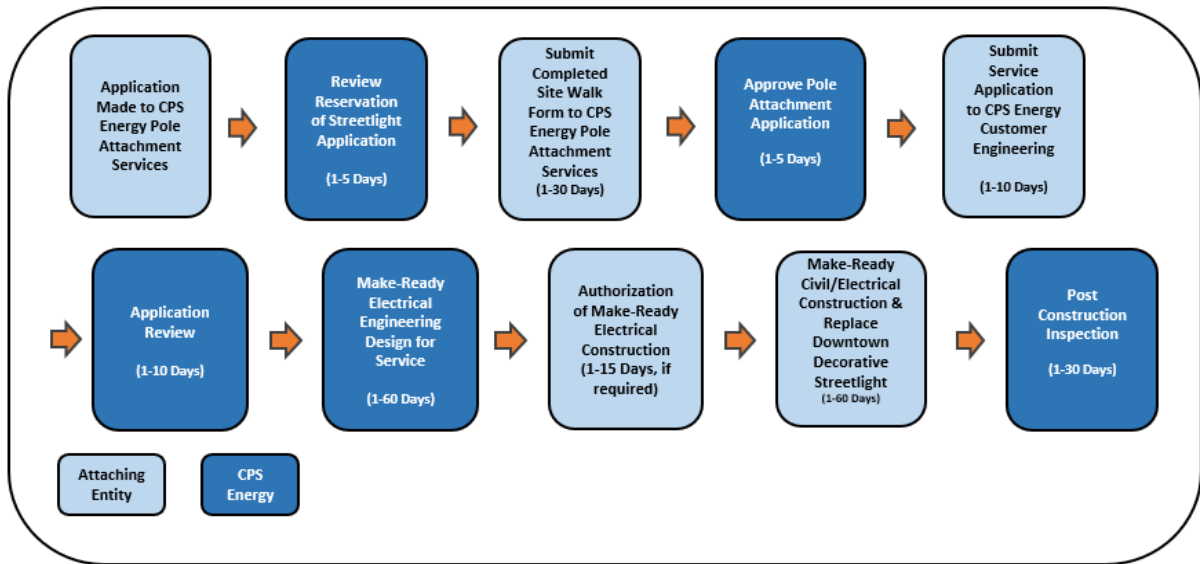 Application
Made to CPS
Energy Pole
Attachment
Services
Review
Reservation
of Streetlight
Application
(1-5 Days)
Submit
Completed
Site Walk
Form to CPS
Energy Pole
Attachment
Services
(1-30 Days)
Approve Pole
Attachment
Application
(1-5 Days)
Submit
Service
Application
to CPS Energy
Customer
Engineering
(1-10 Days)
Application
Review
(1-10 Days)
Make-Ready
Electrical
Engineering
Design for
Service
(1-60 Days)
Authorization
of Make-Ready
Electrical
Construction
(1-15 Days, if
required)
Make-Ready
Civil/Electrical
Construction &
Replace
Downtown
Decorative
Streetlight
(1-60 Days)
Post
Construction
Inspection
(1-30 Days)
Attaching
Entity
CPS
Energy